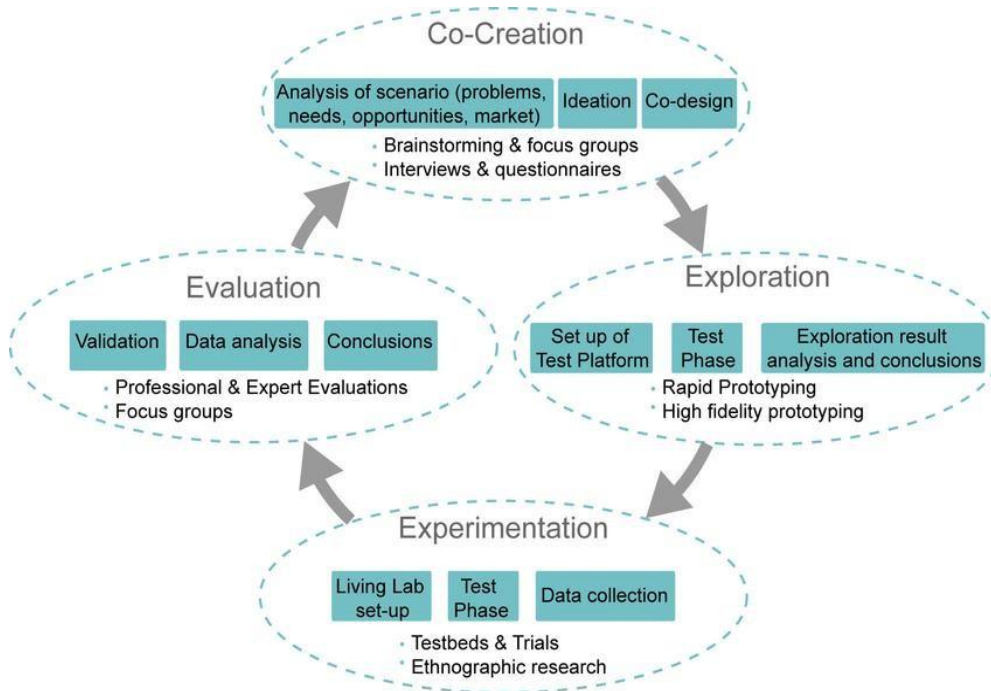 Co-Creation
Analysis of scenario (problems,
needs, opportunities, market)
Ideation
Co-design
Brainstorming & focus groups
Interviews & questionnaires
Evaluation
Validation
Data analysis
Conclusions
Professional & Expert Evaluations
Focus groups
Exploration
Set up of
Test Platform
Test
Phase
Exploration result
analysis and conclusions
Rapid Prototyping
High fidelity prototyping
Experimentation
Living Lab
set-up
Test
Phase
Data collection
Testbeds & Trials
Ethnographic research